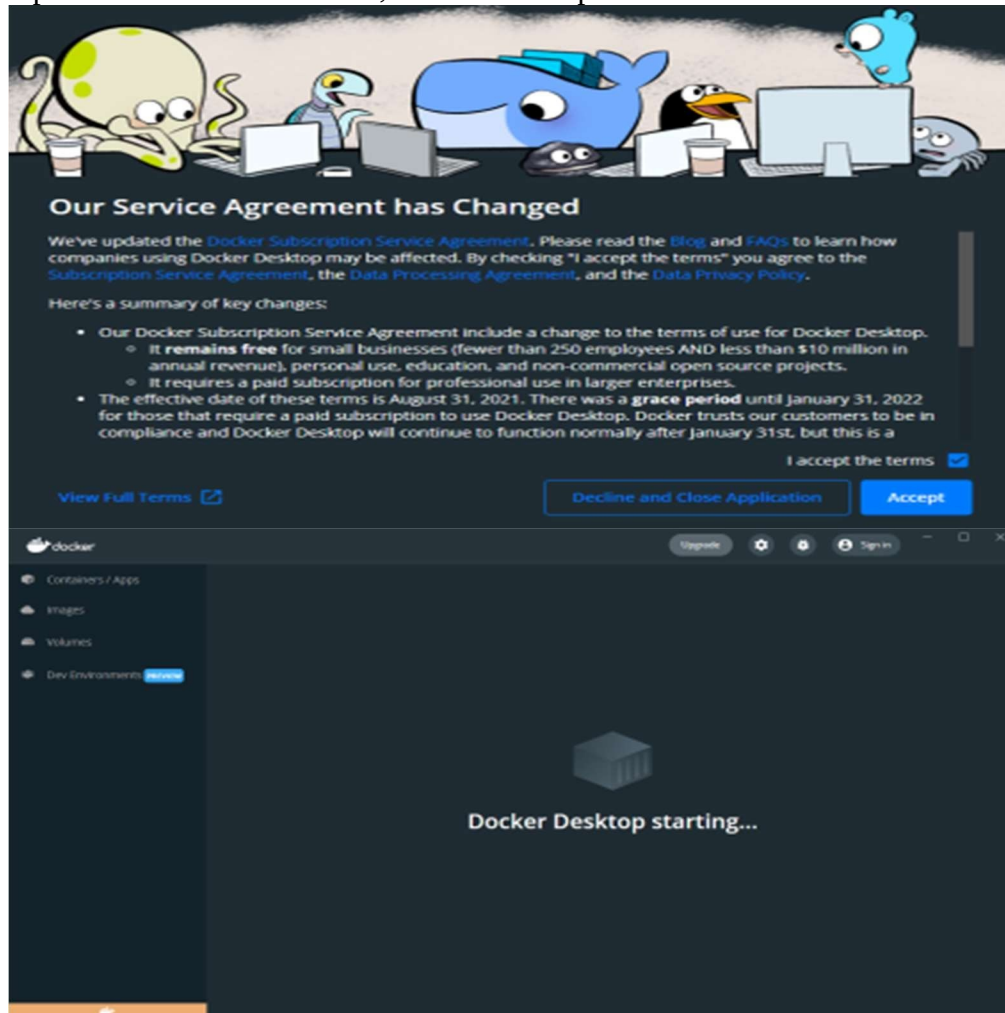 Our Service Agreement has Changed
We've updated the Docker Subscription Service Agreement. Please read the Blog and FAQs to learn how
companies using Docker Desktop may be affected. By checking "I accept the terms" you agree to the
Subscription Service Agreement, the Data Processing Agreement, and the Data Privacy Policy.
Here's a summary of key changes:
• Our Docker Subscription Service Agreement include a change to the terms of use for Docker Desktop.
◦ It remains free for small businesses (fewer than 250 employees AND less than $10 million in
annual revenue), personal use, education, and non-commercial open source projects.
◦ It requires a paid subscription for professional use in larger enterprises.
• The effective date of these terms is August 31, 2021. There was a grace period until January 31, 2022
for those that require a paid subscription to use Docker Desktop. Docker trusts our customers to be in
compliance and Docker Desktop will continue to function normally after January 31st, but this is a
I accept the terms
View Full Terms
Decline and Close Application
Accept
docker
Upgrade
Sign in
Containers / Apps
Images
Volumes
Dev Environments PREVIEW
Docker Desktop starting...